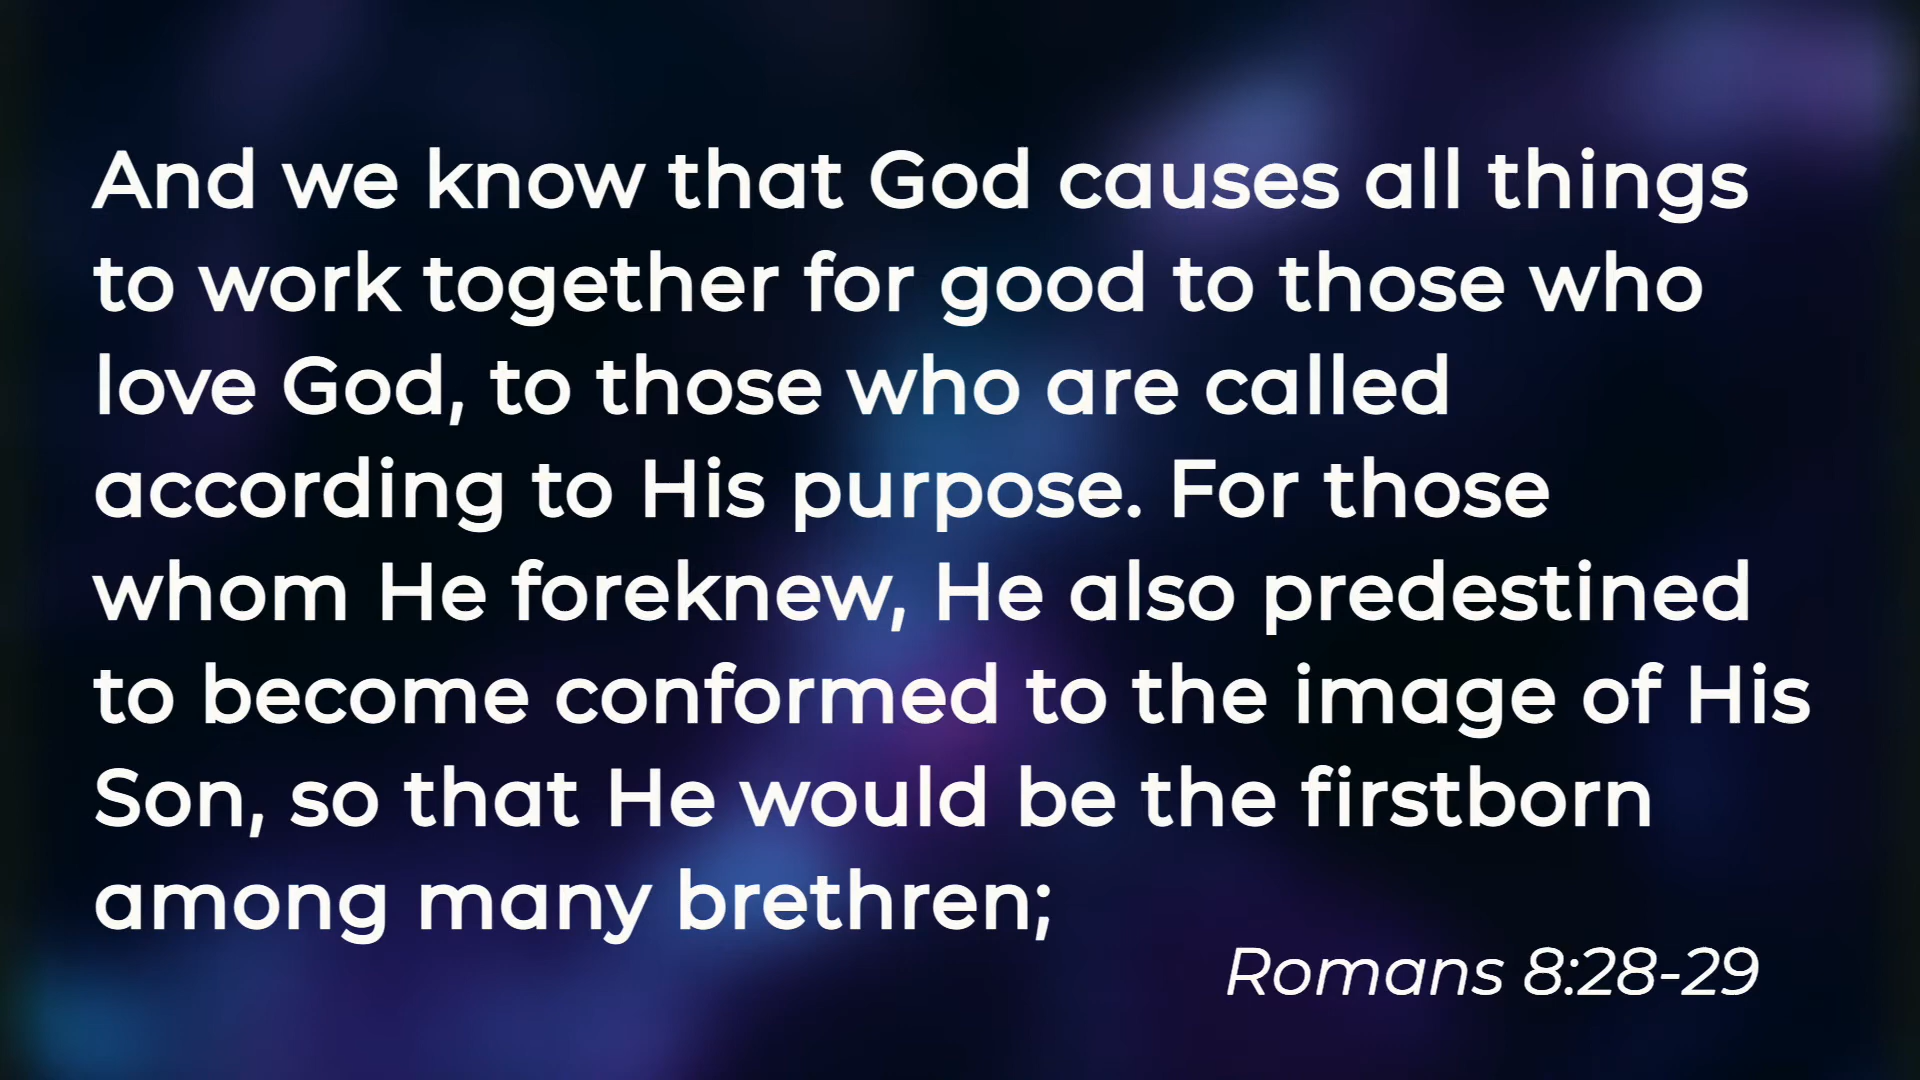 And we know that God causes all things
to work together for good to those who
love God, to those who are called
according to His purpose. For those
whom He foreknew, He also predestined
to become conformed to the image of His
Son, so that He would be the firstborn
among many brethren;
Romans 8:28-29